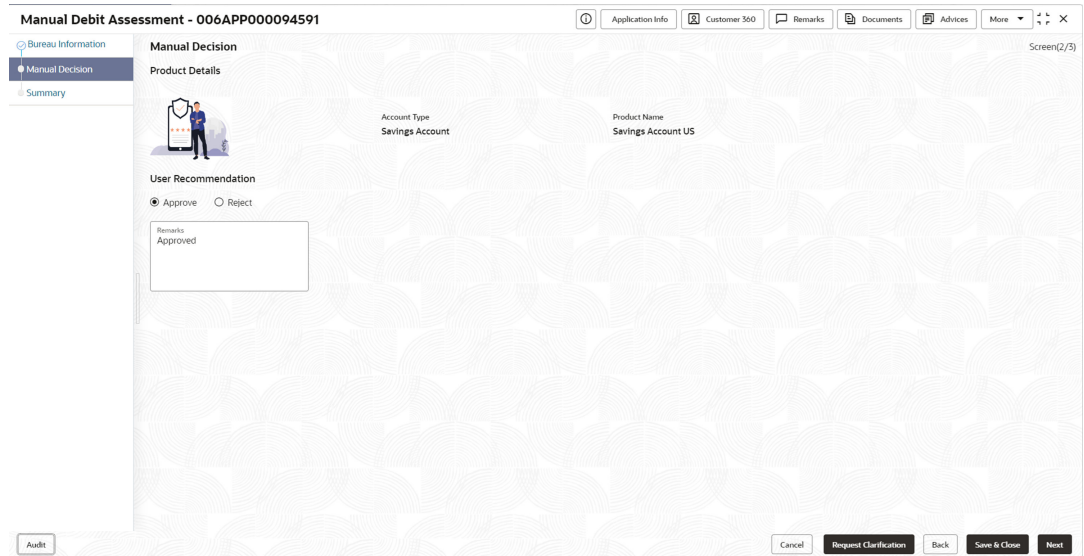 Manual Debit Assessment - 006APP000094591
Application Info
Customer 360
Remarks
Documents
Advices
More
Bureau Information
Manual Decision
Summary
Manual Decision
Screen(2/3)
Product Details
Account Type
Savings Account
Product Name
Savings Account US
User Recommendation
Approve
Reject
Remarks
Approved
Audit
Cancel
Request Clarification
Back
Save & Close
Next